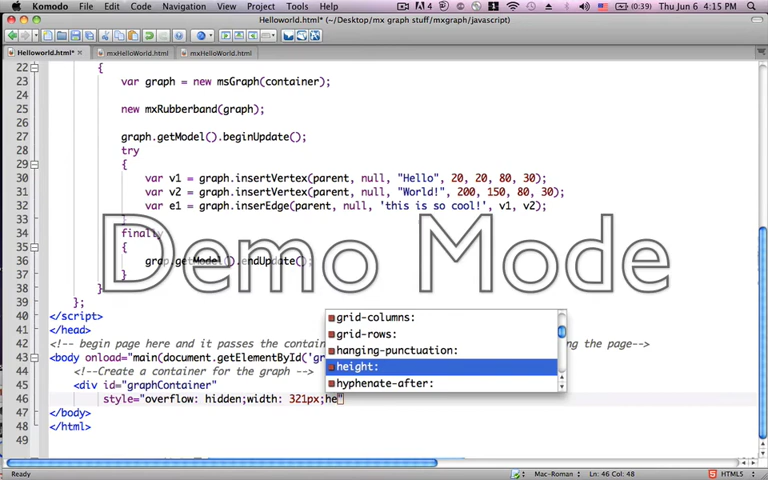 Komodo File Edit Code Navigation View Project Tools Window Help (0:39) Thu Jun 6 4:15 PM
Helloworld.html* (~/Desktop/mx graph stuff/mxgraph/javascript)
Helloworld.html* mxHelloWorld.html mxHelloWorld.html
22 {
23 var graph = new msGraph(container);
24
25 new mxRubberband(graph);
26
27 graph.getModel().beginUpdate();
28 try
29 {
30 var v1 = graph.insertVertex(parent, null, "Hello", 20, 20, 80, 30);
31 var v2 = graph.insertVertex(parent, null, "World!", 200, 150, 80, 30);
32 var e1 = graph.inserEdge(parent, null, 'this is so cool!', v1, v2);
33 }
34 finally
35 {
36 grap.getModel().endUpdate();
37 }
38 }
39 };
40 </script>
41 </head>
42 <!-- begin page here and it passes the contain the page-->
43 <body onload="main(document.getElementById('gr
44 <!--Create a container for the graph -->
45 <div id="graphContainer"
46 style="overflow: hidden;width: 321px;he"
47 </body>
48 </html>
49
Demo Mode
grid-columns:
grid-rows:
hanging-punctuation:
height:
hyphenate-after:
Ready Mac-Roman Ln: 46 Col: 48 HTML5